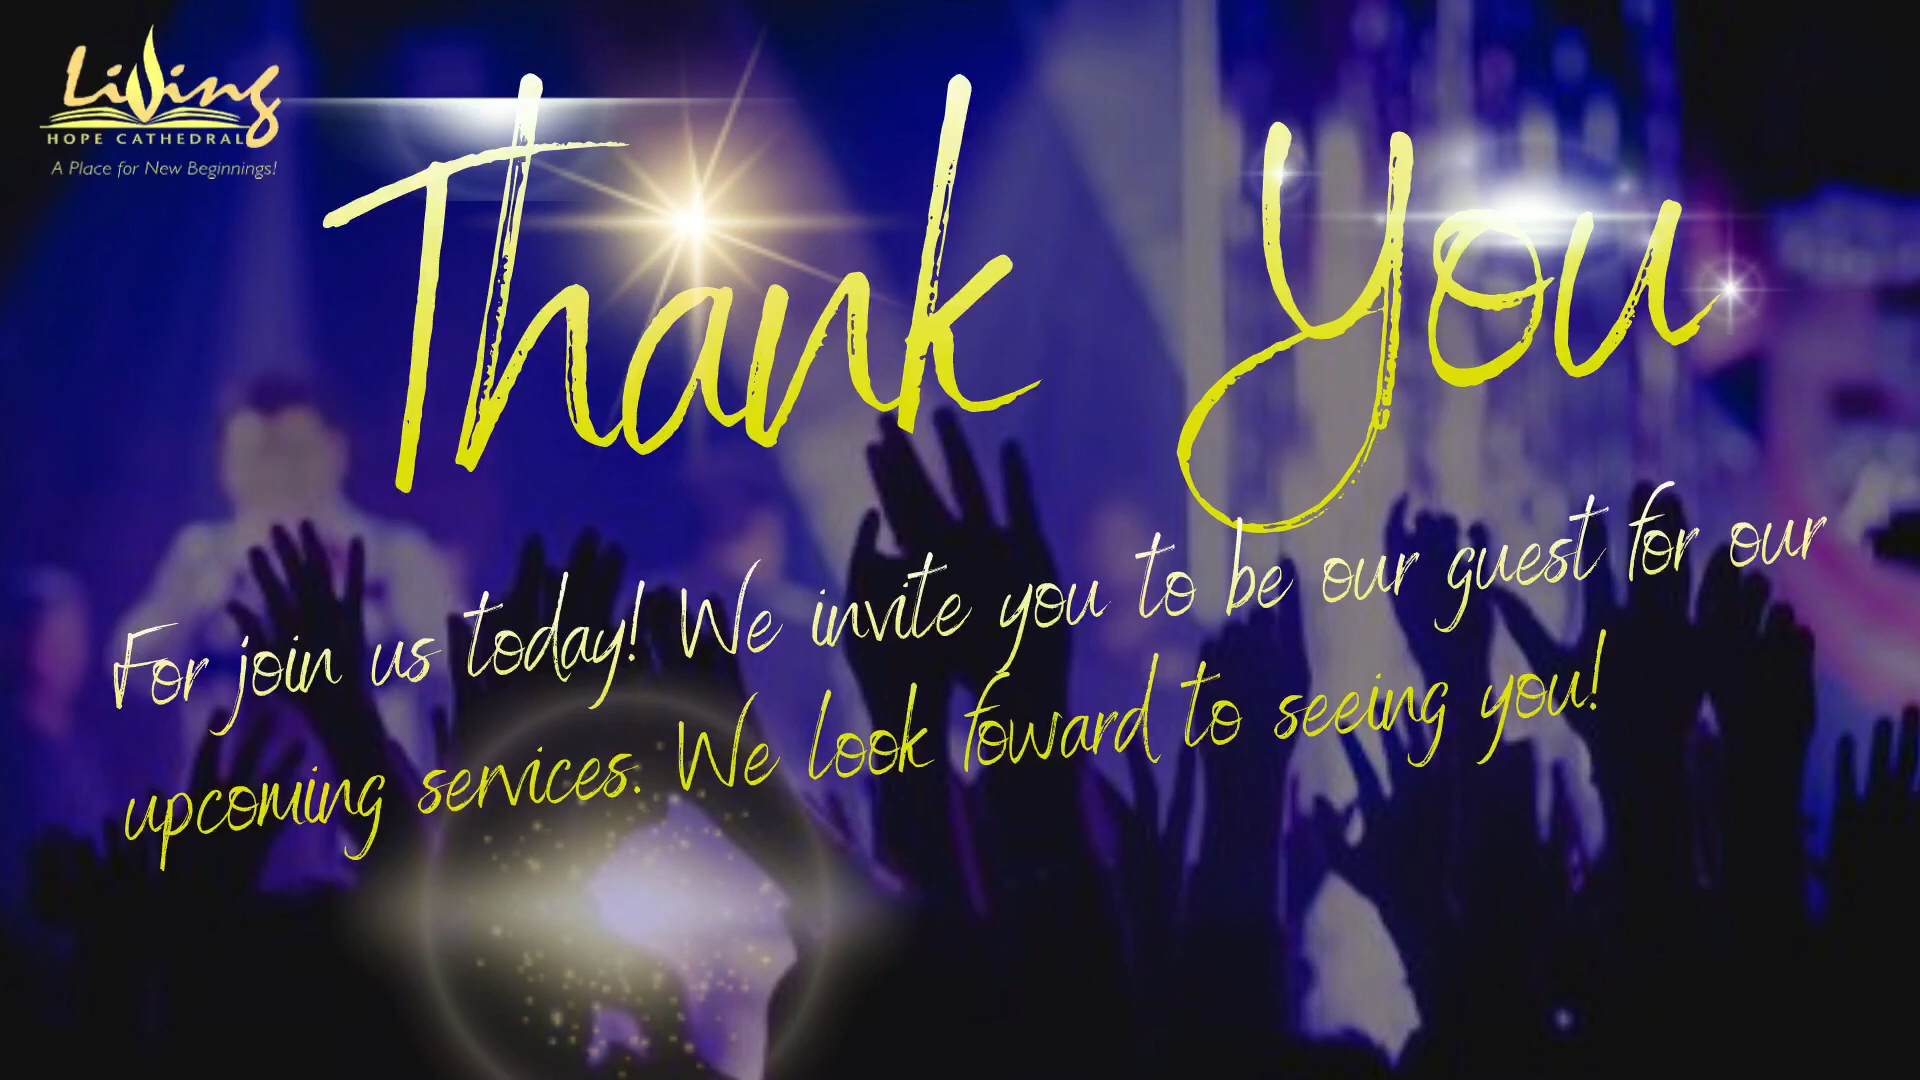 Living
HOPE CATHEDRAL
A Place for New Beginnings!
Thank You
For join us today! We invite you to be our guest for our
upcoming services. We look foward to seeing you!